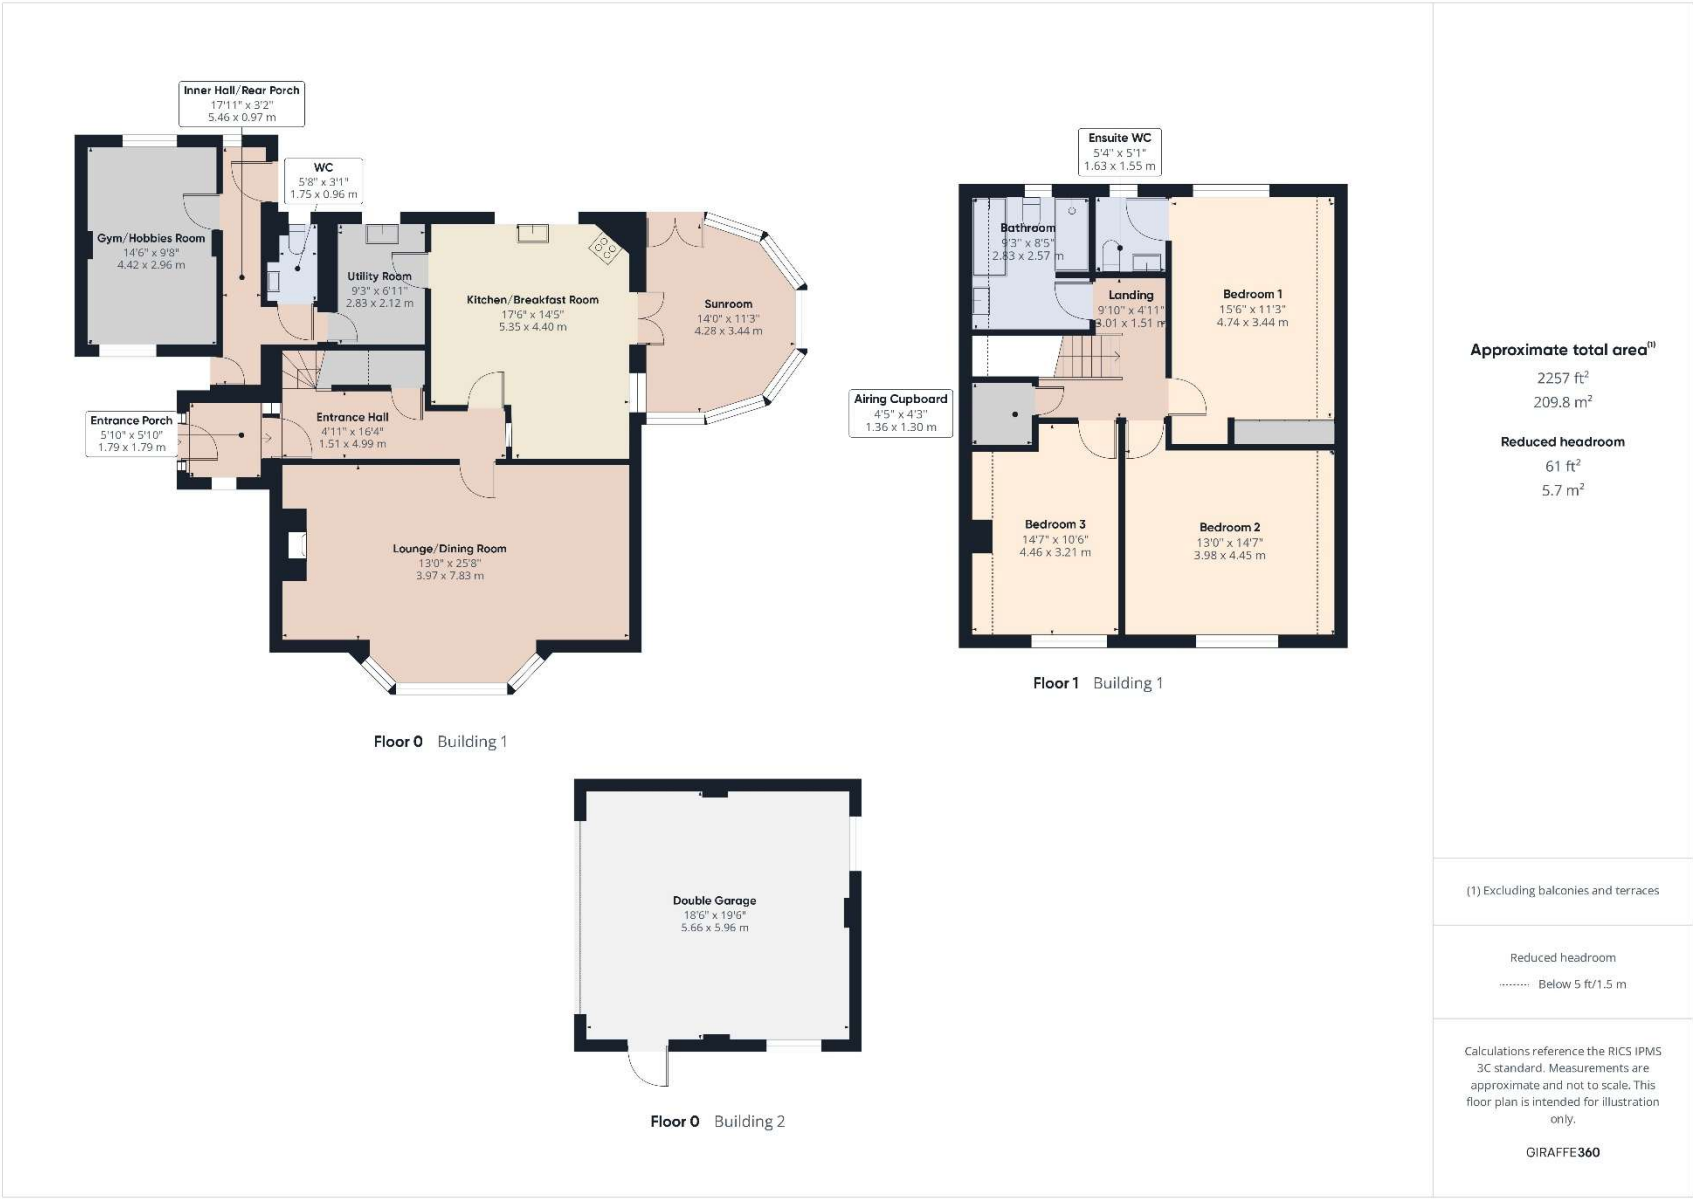 Inner Hall/Rear Porch
17'11" x 3'2"
5.46 x 0.97 m
WC
5'8" x 3'1"
1.75 x 0.96 m
Gym/Hobbies Room
14'6" x 9'8"
4.42 x 2.96 m
Utility Room
9'3" x 6'11"
2.83 x 2.12 m
Kitchen/Breakfast Room
17'6" x 14'5"
5.35 x 4.40 m
Sunroom
14'0" x 11'3"
4.28 x 3.44 m
Entrance Porch
5'10" x 5'10"
1.79 x 1.79 m
Entrance Hall
4'11" x 16'4"
1.51 x 4.99 m
Lounge/Dining Room
13'0" x 25'8"
3.97 x 7.83 m
Floor 0 Building 1
Ensuite WC
5'4" x 5'1"
1.63 x 1.55 m
Bathroom
9'3" x 8'5"
2.83 x 2.57 m
Landing
9'10" x 4'11"
3.01 x 1.51 m
Bedroom 1
15'6" x 11'3"
4.74 x 3.44 m
Airing Cupboard
4'5" x 4'3"
1.36 x 1.30 m
Bedroom 3
14'7" x 10'6"
4.46 x 3.21 m
Bedroom 2
13'0" x 14'7"
3.98 x 4.45 m
Floor 1 Building 1
Double Garage
18'6" x 19'6"
5.66 x 5.96 m
Floor 0 Building 2
Approximate total area(1)
2257 ft²
209.8 m²
Reduced headroom
61 ft²
5.7 m²
(1) Excluding balconies and terraces
Reduced headroom
Below 5 ft/1.5 m
Calculations reference the RICS IPMS
3C standard. Measurements are
approximate and not to scale. This
floor plan is intended for illustration
only.
GIRAFFE360